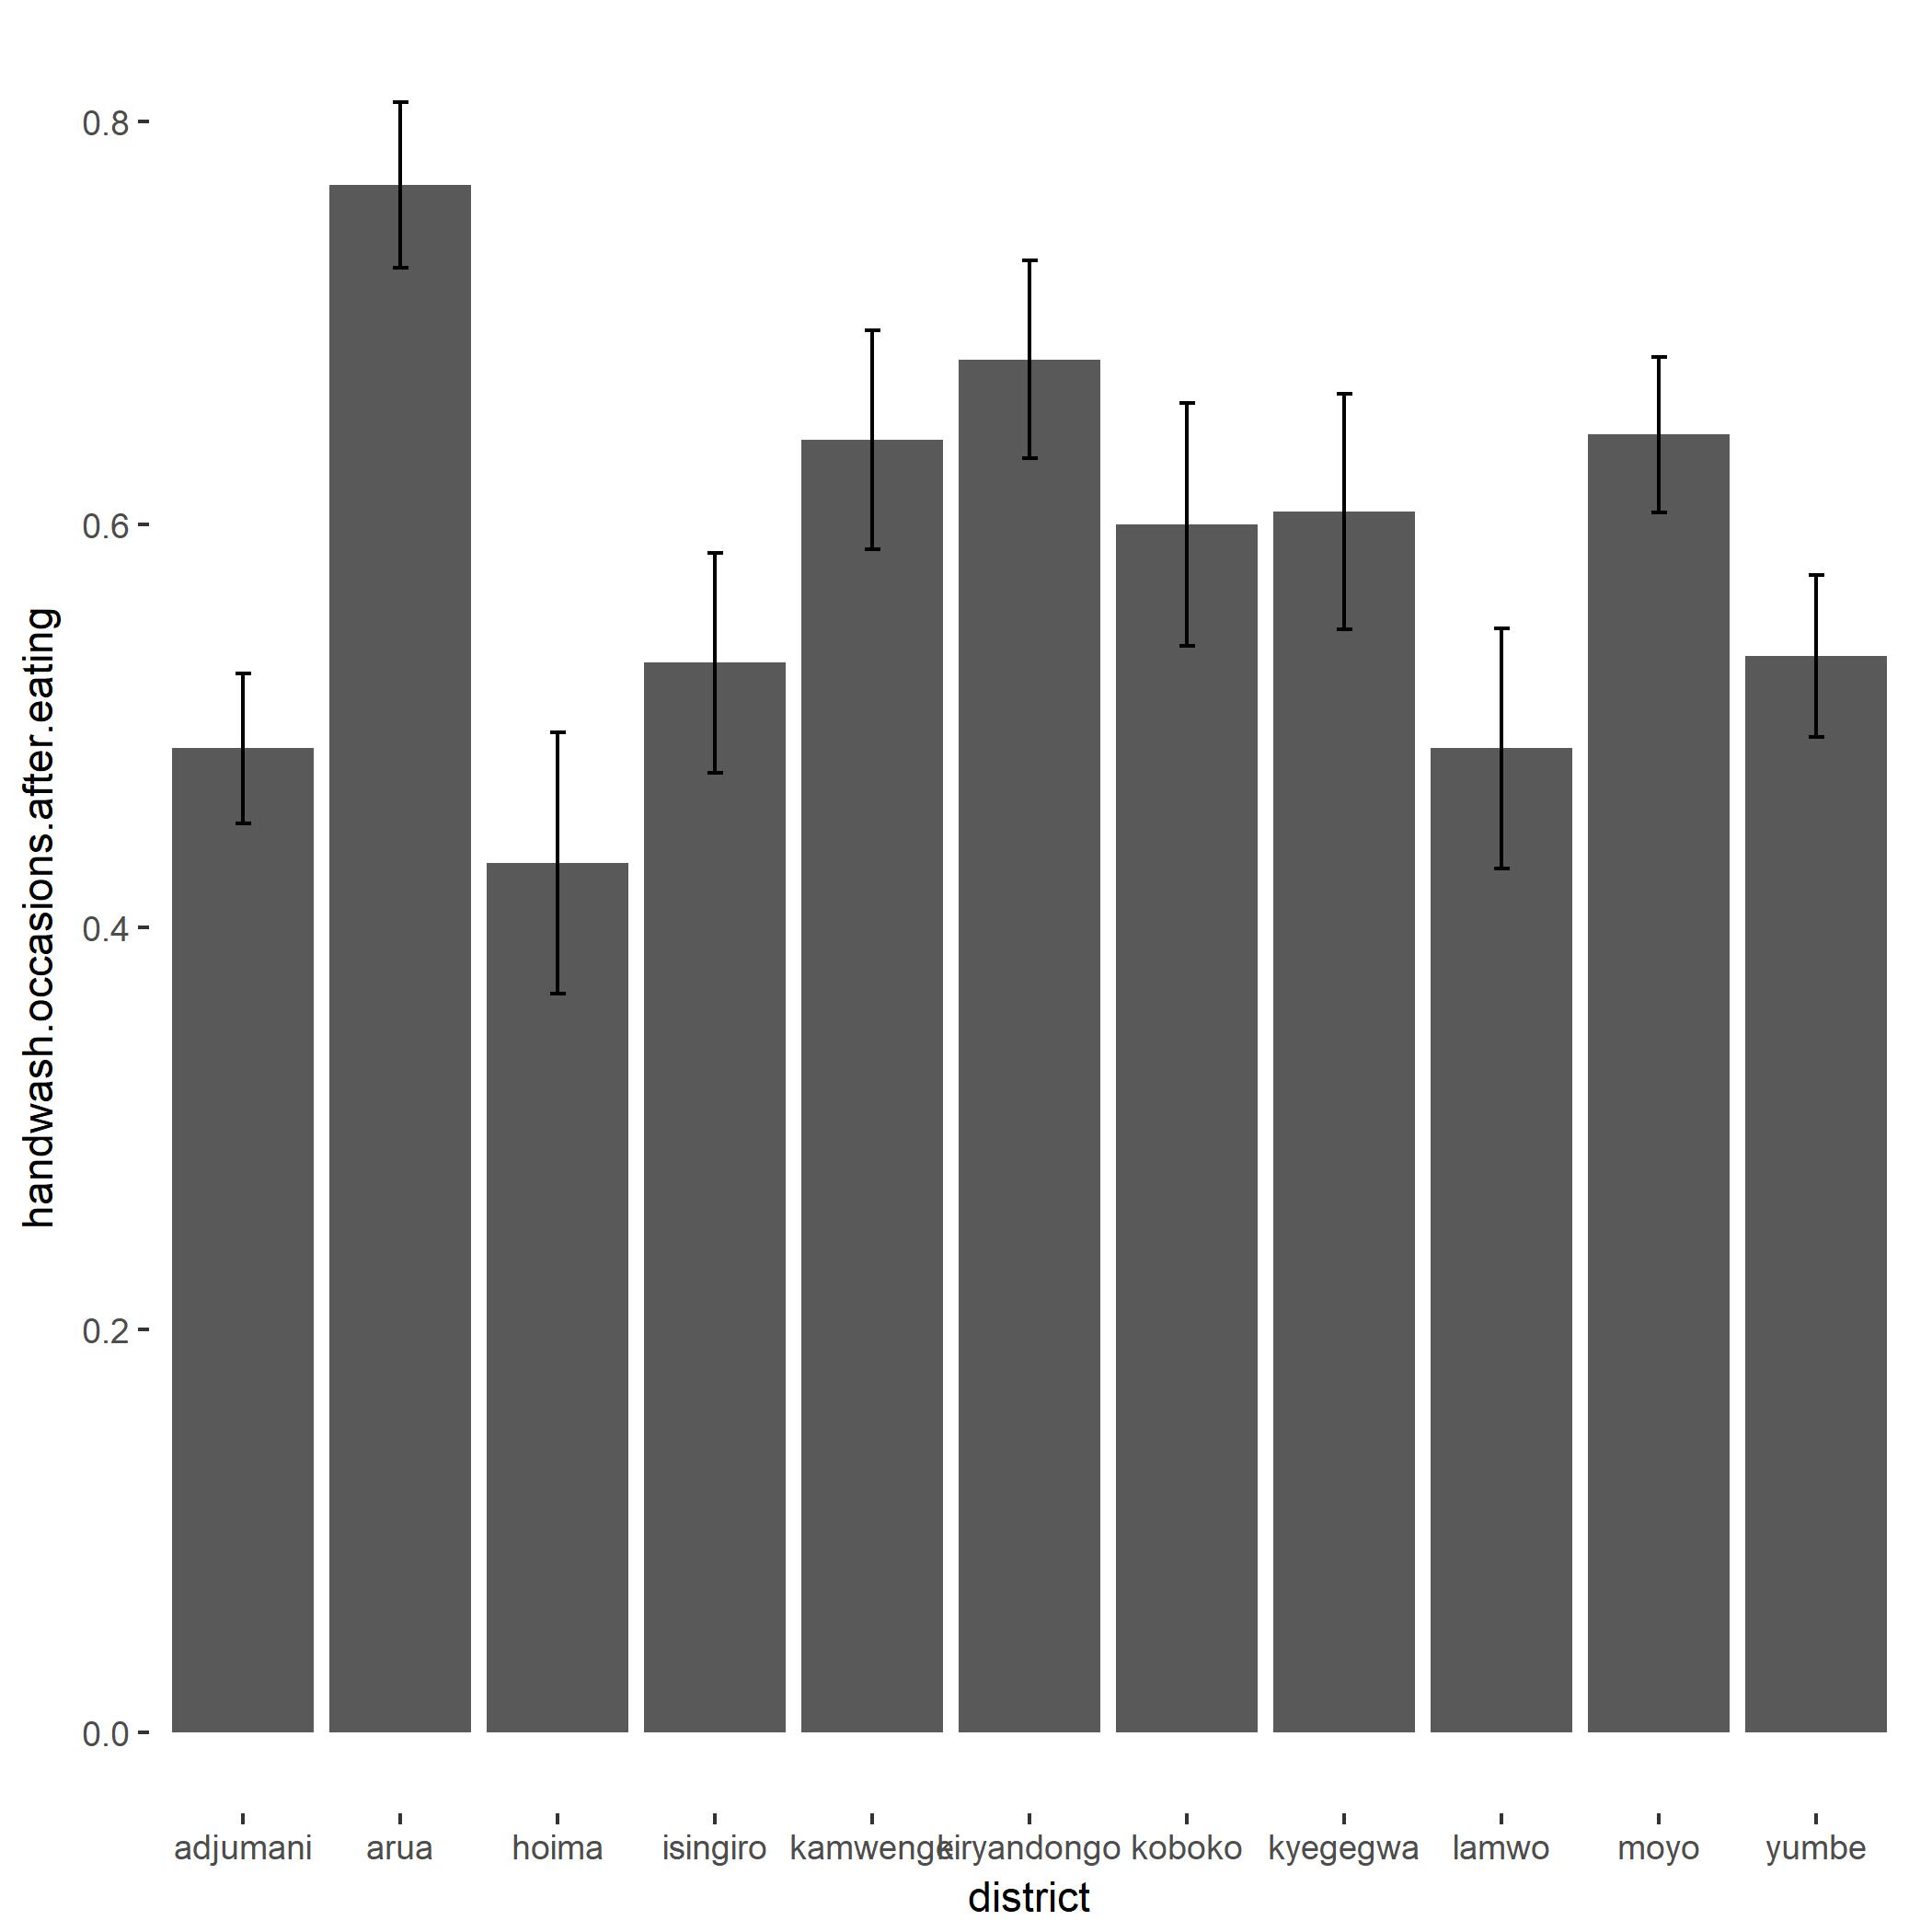 0.8
0.6
0.4
0.2
0.0
handwash.occasions.after.eating
adjumani arua hoima isingiro kamwenge kiryandongo koboko kyegegwa lamwo moyo yumbe
district